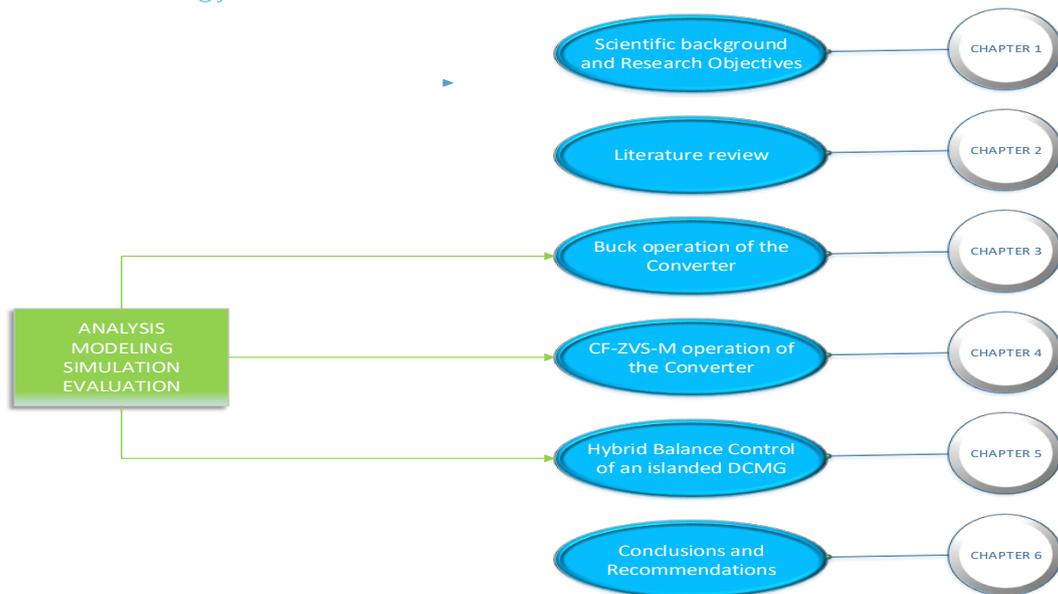 Scientific background
and Research Objectives
CHAPTER 1
Literature review
CHAPTER 2
Buck operation of the
Converter
CHAPTER 3
ANALYSIS
MODELING
SIMULATION
EVALUATION
CF-ZVS-M operation of
the Converter
CHAPTER 4
Hybrid Balance Control
of an islanded DCMG
CHAPTER 5
Conclusions and
Recommendations
CHAPTER 6